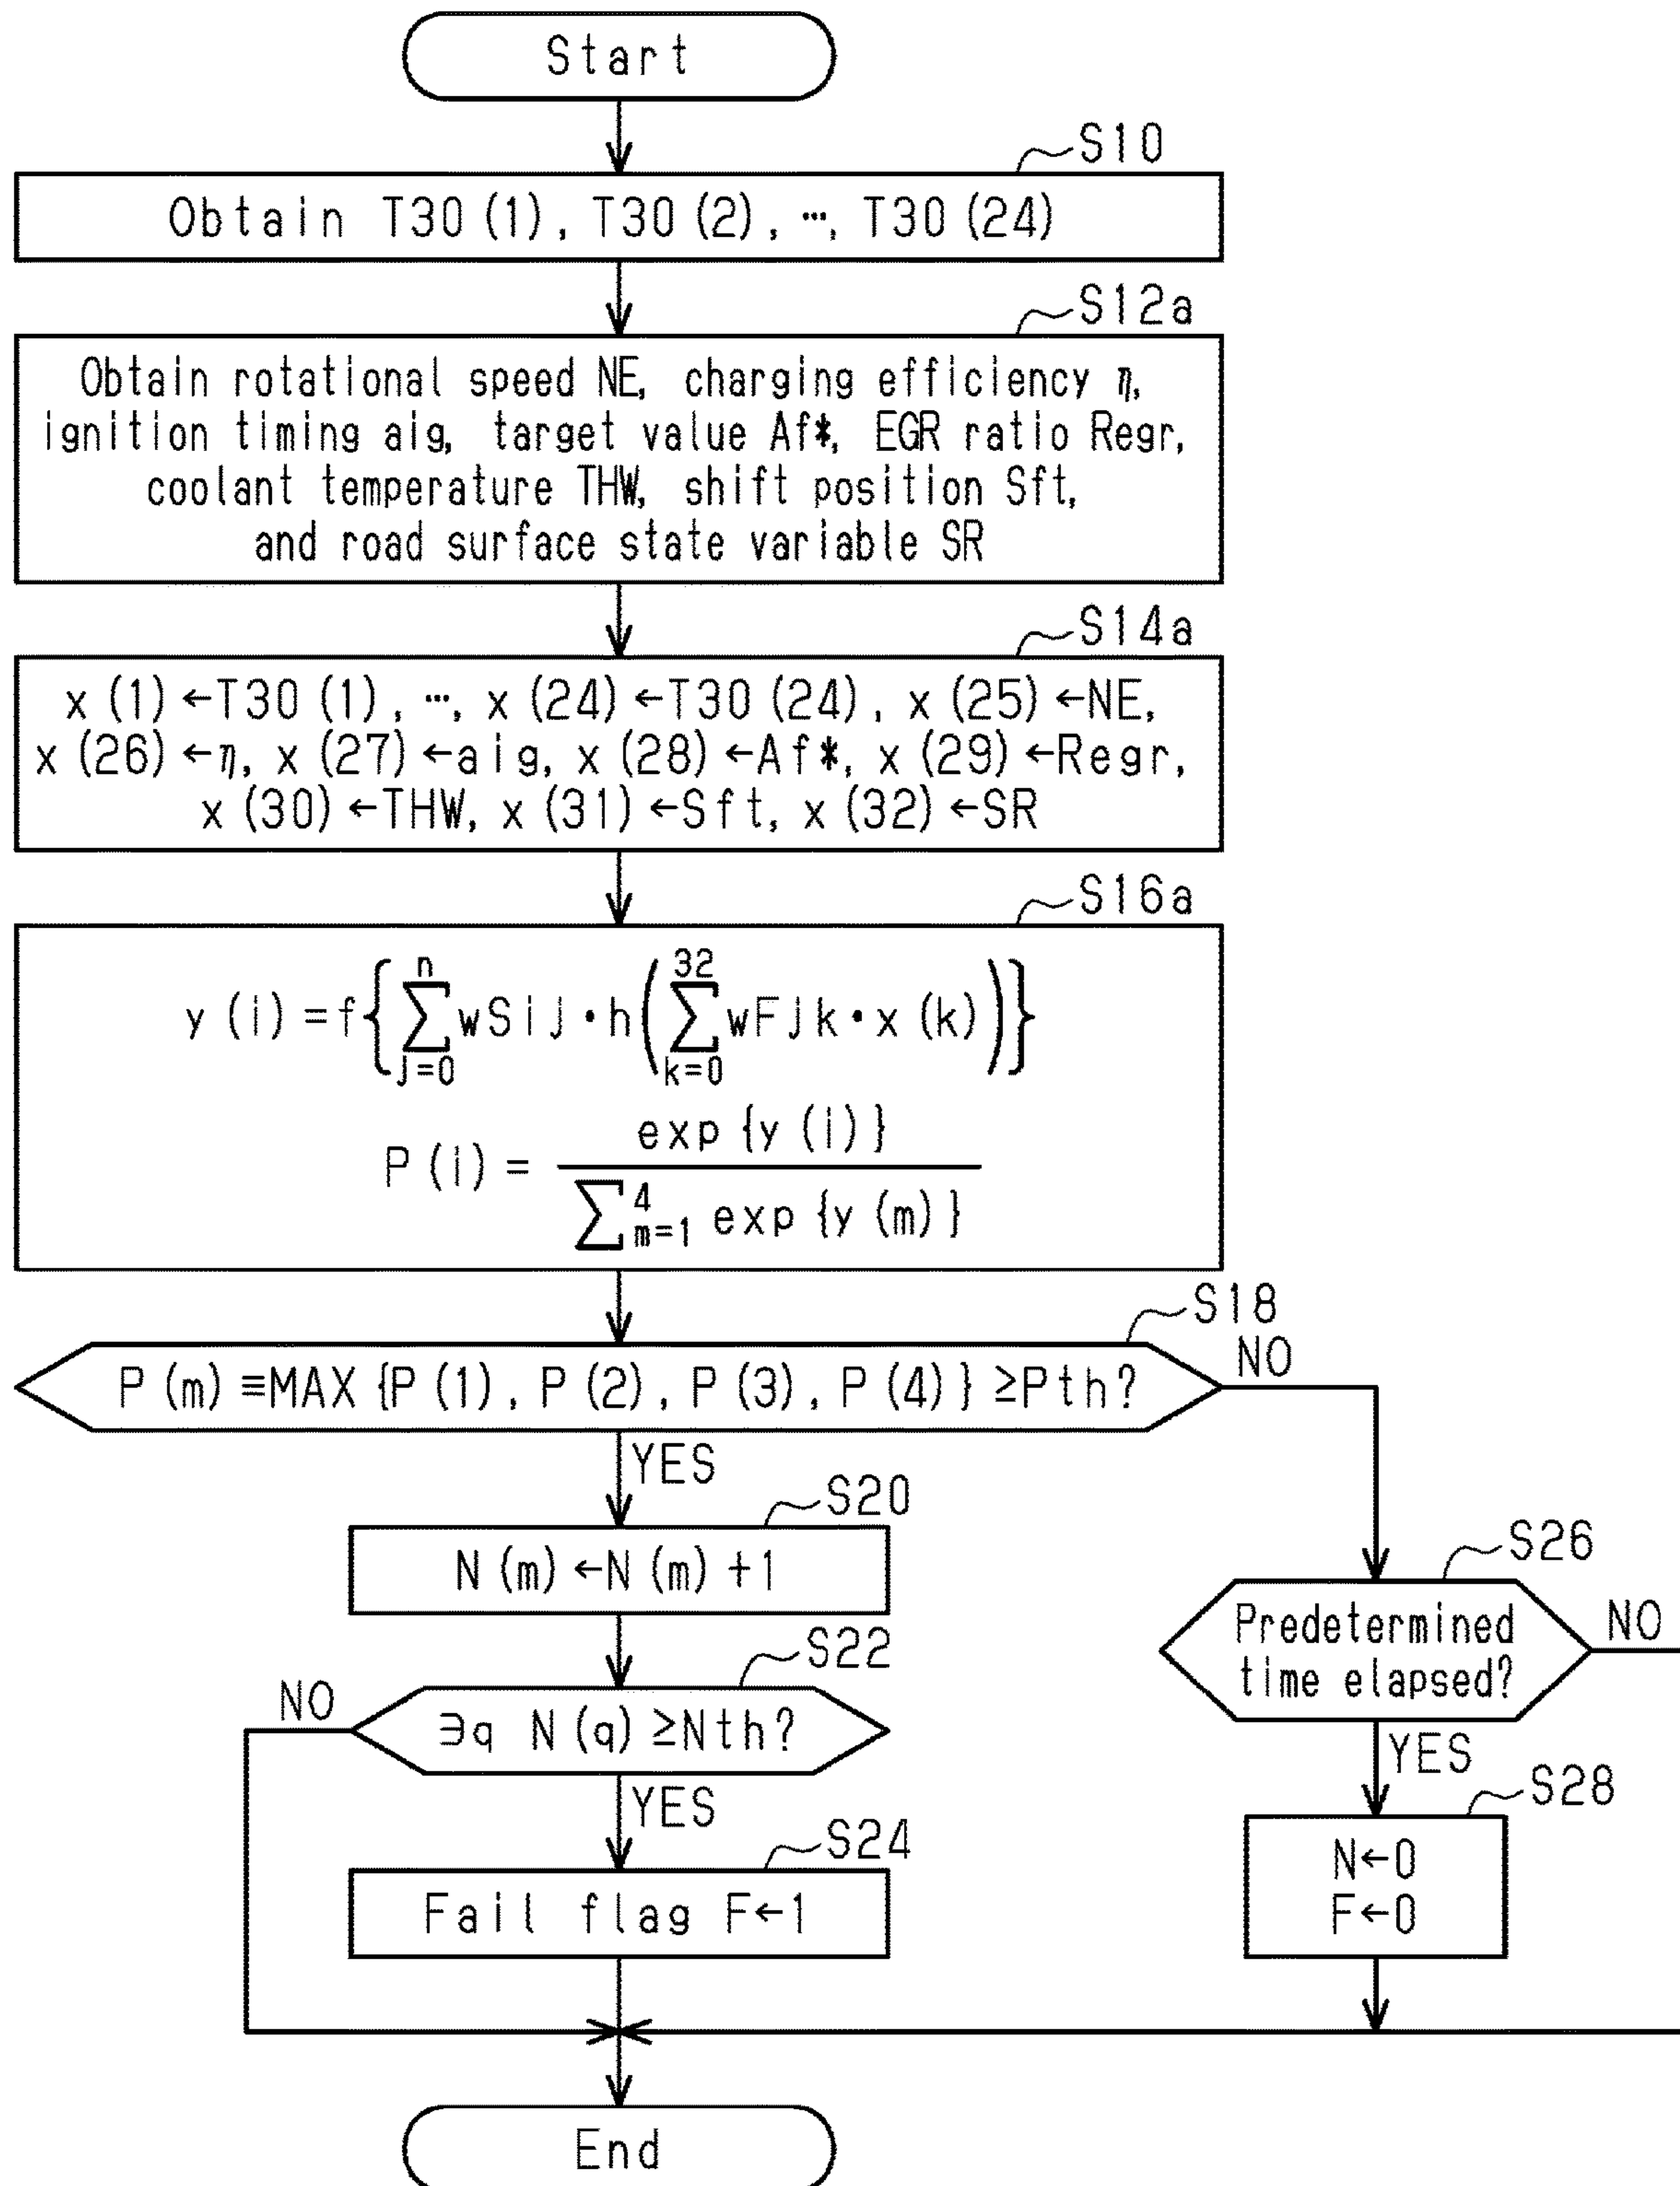 Start
S10
Obtain T30(1), T30(2), …, T30(24)
S12a
Obtain rotational speed NE, charging efficiency η,
ignition timing aig, target value Af*, EGR ratio Regr,
coolant temperature THW, shift position Sft,
and road surface state variable SR
S14a
x(1)←T30(1), …, x(24)←T30(24), x(25)←NE,
x(26)←η, x(27)←aig, x(28)←Af*, x(29)←Regr,
x(30)←THW, x(31)←Sft, x(32)←SR
S16a
y(i)=f{∑_{j=0}^{n} wSij・h(∑_{k=0}^{32} wFjk・x(k))}
P(i)= exp{y(i)} / ∑_{m=1}^{4} exp{y(m)}
S18
P(m)≡MAX{P(1), P(2), P(3), P(4)}≥Pth?
NO
YES
S20
N(m)←N(m)+1
S26
Predetermined
time elapsed?
NO
S22
NO
∃q N(q)≥Nth?
YES
YES
S28
N←0
F←0
S24
Fail flag F←1
End